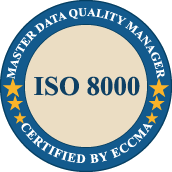 MASTER DATA QUALITY MANAGER
ISO 8000
CERTIFIED BY ECCMA